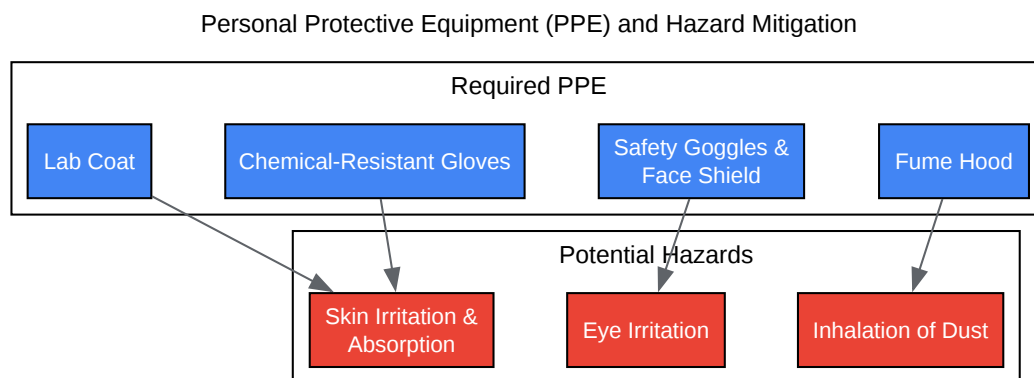 Personal Protective Equipment (PPE) and Hazard Mitigation
Required PPE
Lab Coat
Chemical-Resistant Gloves
Safety Goggles &
Face Shield
Fume Hood
Potential Hazards
Skin Irritation &
Absorption
Eye Irritation
Inhalation of Dust